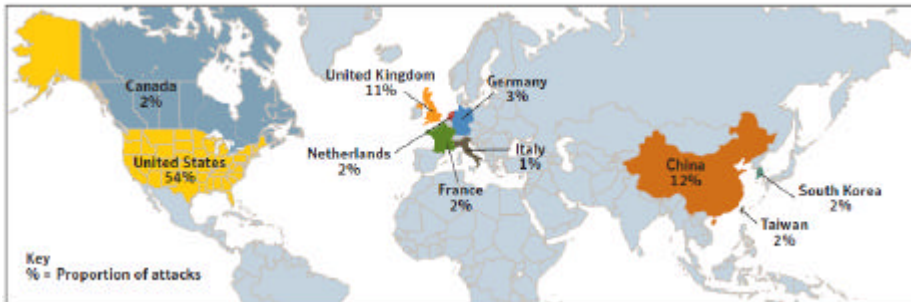 Canada
2%
United States
54%
United Kingdom
11%
Germany
3%
Netherlands
2%
Italy
1%
France
2%
China
12%
South Korea
2%
Taiwan
2%
Key
% = Proportion of attacks